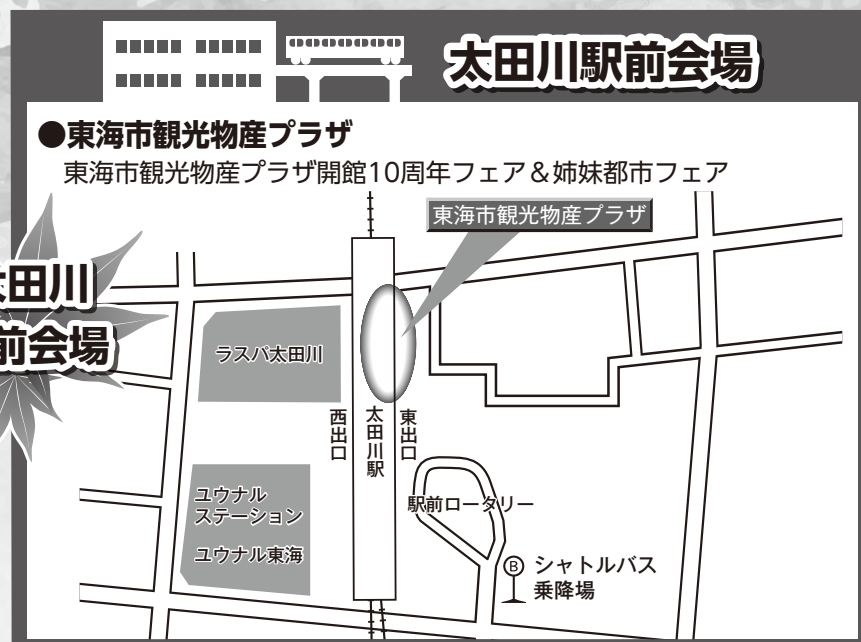 太田川駅前会場
●東海市観光物産プラザ
東海市観光物産プラザ開館10周年フェア＆姉妹都市フェア
東海市観光物産プラザ
太田川
前会場
ラスパ太田川
西出口
太田川駅
東出口
ユウナル
ステーション
ユウナル東海
駅前ロータリー
B シャトルバス
乗降場